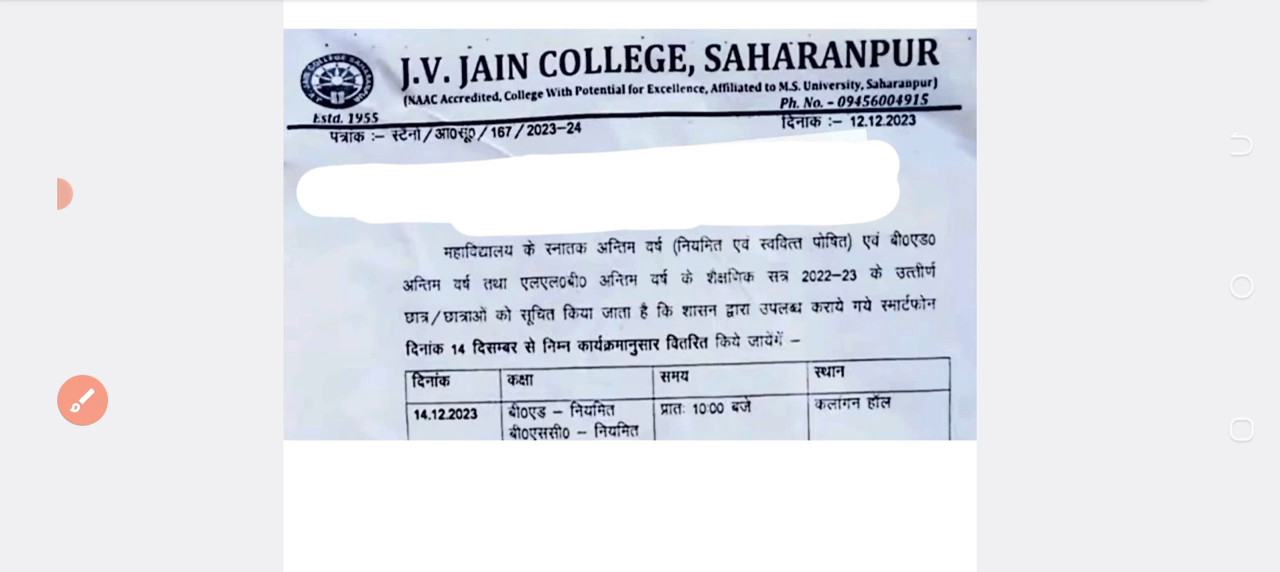 J.V. JAIN COLLEGE, SAHARANPUR
(NAAC Accredited, College With Potential for Excellence, Affiliated to M.S. University, Saharanpur)
Ph. No. - 09456004915
Estd. 1955
पत्रांक :– स्टेनो/आ0सू0/167/2023-24
दिनांक :– 12.12.2023
महाविद्यालय के स्नातक अन्तिम वर्ष (नियमित एवं स्ववित्त पोषित) एवं बी0एड0
अन्तिम वर्ष तथा एलएल0बी0 अन्तिम वर्ष के शैक्षणिक सत्र 2022-23 के उत्तीर्ण
छात्र/छात्राओं को सूचित किया जाता है कि शासन द्वारा उपलब्ध कराये गये स्मार्टफोन
दिनांक 14 दिसम्बर से निम्न कार्यक्रमानुसार वितरित किये जायेंगें –
दिनांक कक्षा समय स्थान
14.12.2023 बी0एड – नियमित प्रातः 10:00 बजे कलांगन हॉल
बी0एससी0 – नियमित